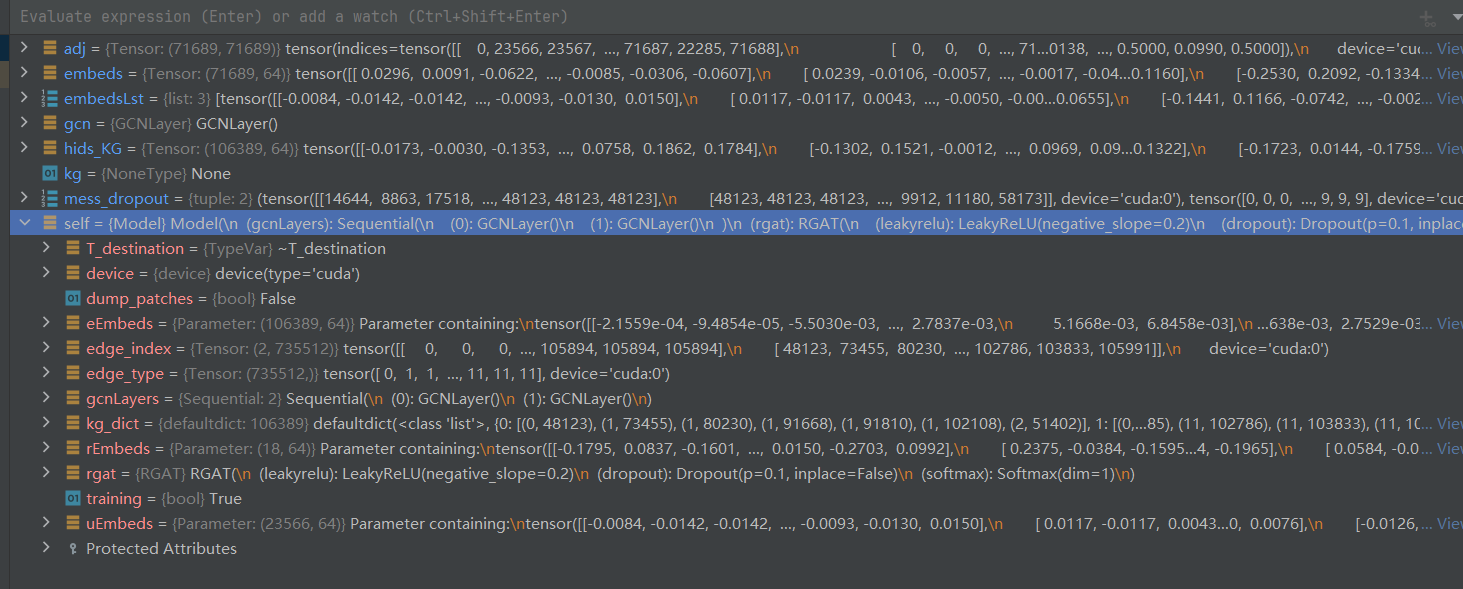 Evaluate expression (Enter) or add a watch (Ctrl+Shift+Enter)
adj = {Tensor: (71689, 71689)} tensor(indices=tensor([[ 0, 23566, 23567, ..., 71687, 22285, 71688],\n [ 0, 0, 0, ..., 71...0138, ..., 0.5000, 0.0990, 0.5000]),\n device='cuc... View
embeds = {Tensor: (71689, 64)} tensor([[ 0.0296, 0.0091, -0.0622, ..., -0.0085, -0.0306, -0.0607],\n [ 0.0239, -0.0106, -0.0057, ..., -0.0017, -0.04...0.1160],\n [-0.2530, 0.2092, -0.1334... View
embedsLst = {list: 3} [tensor([[-0.0084, -0.0142, -0.0142, ..., -0.0093, -0.0130, 0.0150],\n [ 0.0117, -0.0117, 0.0043, ..., -0.0050, -0.00...0.0655],\n [-0.1441, 0.1166, -0.0742, ..., -0.002... View
gcn = {GCNLayer} GCNLayer()
hids_KG = {Tensor: (106389, 64)} tensor([[-0.0173, -0.0030, -0.1353, ..., 0.0758, 0.1862, 0.1784],\n [-0.1302, 0.1521, -0.0012, ..., 0.0969, 0.09...0.1322],\n [-0.1723, 0.0144, -0.1759... View
kg = {NoneType} None
mess_dropout = {tuple: 2} (tensor([[14644, 8863, 17518, ..., 48123, 48123, 48123],\n [48123, 48123, 48123, ..., 9912, 11180, 58173]], device='cuda:0'), tensor([0, 0, 0, ..., 9, 9, 9], device='cud
self = {Model} Model(\n (gcnLayers): Sequential(\n (0): GCNLayer()\n (1): GCNLayer()\n )\n (rgat): RGAT(\n (leakyrelu): LeakyReLU(negative_slope=0.2)\n (dropout): Dropout(p=0.1, inplace
T_destination = {TypeVar} ~T_destination
device = {device} device(type='cuda')
dump_patches = {bool} False
eEmbeds = {Parameter: (106389, 64)} Parameter containing:\ntensor([[-2.1559e-04, -9.4854e-05, -5.5030e-03, ..., 2.7837e-03,\n 5.1668e-03, 6.8458e-03],\n ...638e-03, 2.7529e-03... View
edge_index = {Tensor: (2, 735512)} tensor([[ 0, 0, 0, ..., 105894, 105894, 105894],\n [ 48123, 73455, 80230, ..., 102786, 103833, 105991]],\n device='cuda:0')
edge_type = {Tensor: (735512,)} tensor([ 0, 1, 1, ..., 11, 11, 11], device='cuda:0')
gcnLayers = {Sequential: 2} Sequential(\n (0): GCNLayer()\n (1): GCNLayer()\n)
kg_dict = {defaultdict: 106389} defaultdict(<class 'list'>, {0: [(0, 48123), (1, 73455), (1, 80230), (1, 91668), (1, 91810), (1, 102108), (2, 51402)], 1: [(0,...85), (11, 102786), (11, 103833), (11, 10... View
rEmbeds = {Parameter: (18, 64)} Parameter containing:\ntensor([[-0.1795, 0.0837, -0.1601, ..., 0.0150, -0.2703, 0.0992],\n [ 0.2375, -0.0384, -0.1595...4, -0.1965],\n [ 0.0584, -0.0... View
rgat = {RGAT} RGAT(\n (leakyrelu): LeakyReLU(negative_slope=0.2)\n (dropout): Dropout(p=0.1, inplace=False)\n (softmax): Softmax(dim=1)\n)
training = {bool} True
uEmbeds = {Parameter: (23566, 64)} Parameter containing:\ntensor([[-0.0084, -0.0142, -0.0142, ..., -0.0093, -0.0130, 0.0150],\n [ 0.0117, -0.0117, 0.0043...0, 0.0076],\n [-0.0126,... View
Protected Attributes